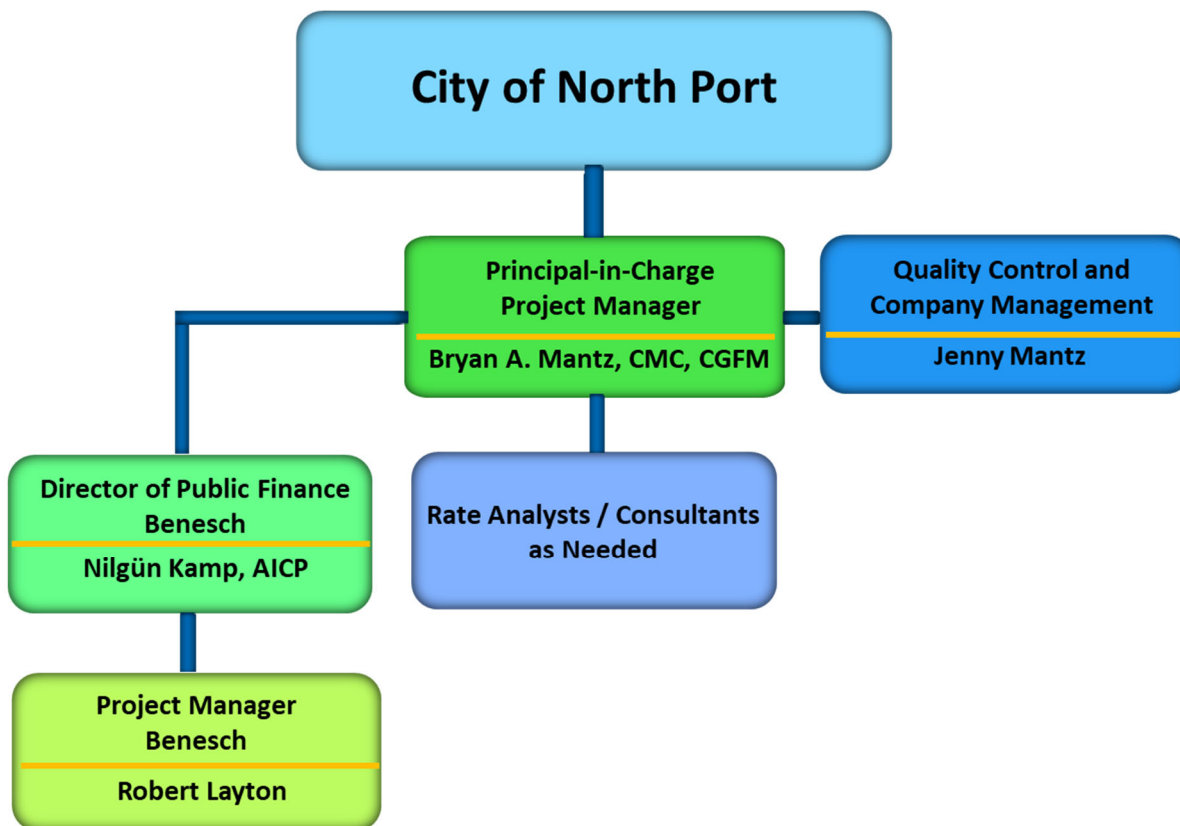 City of North Port
Principal-in-Charge
Project Manager
Bryan A. Mantz, CMC, CGFM
Quality Control and
Company Management
Jenny Mantz
Director of Public Finance
Benesch
Nilgün Kamp, AICP
Rate Analysts / Consultants
as Needed
Project Manager
Benesch
Robert Layton